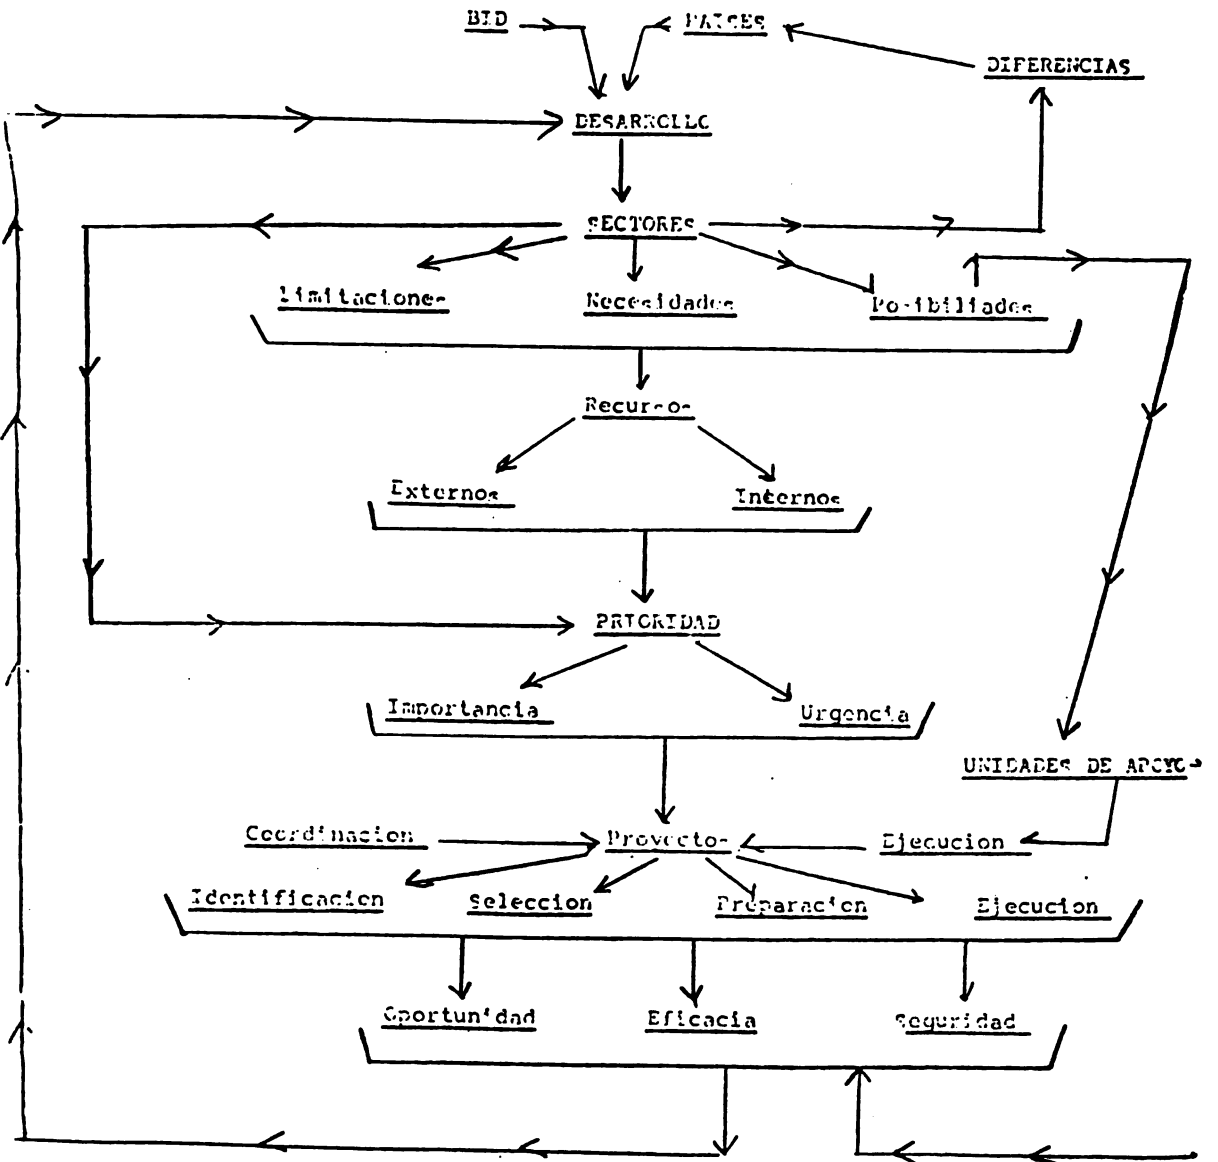 BID PAISES
DIFERENCIAS
DESARROLLO
SECTORES
Limitaciones Necesidades Posibiliades
Recursos
Externos Internos
PRIORIDAD
Importancia Urgencia
UNIDADES DE APOYO
Coordinacion Proyectos Ejecucion
Identificacion Seleccion Preparacion Ejecucion
Oportunidad Eficacia Seguridad